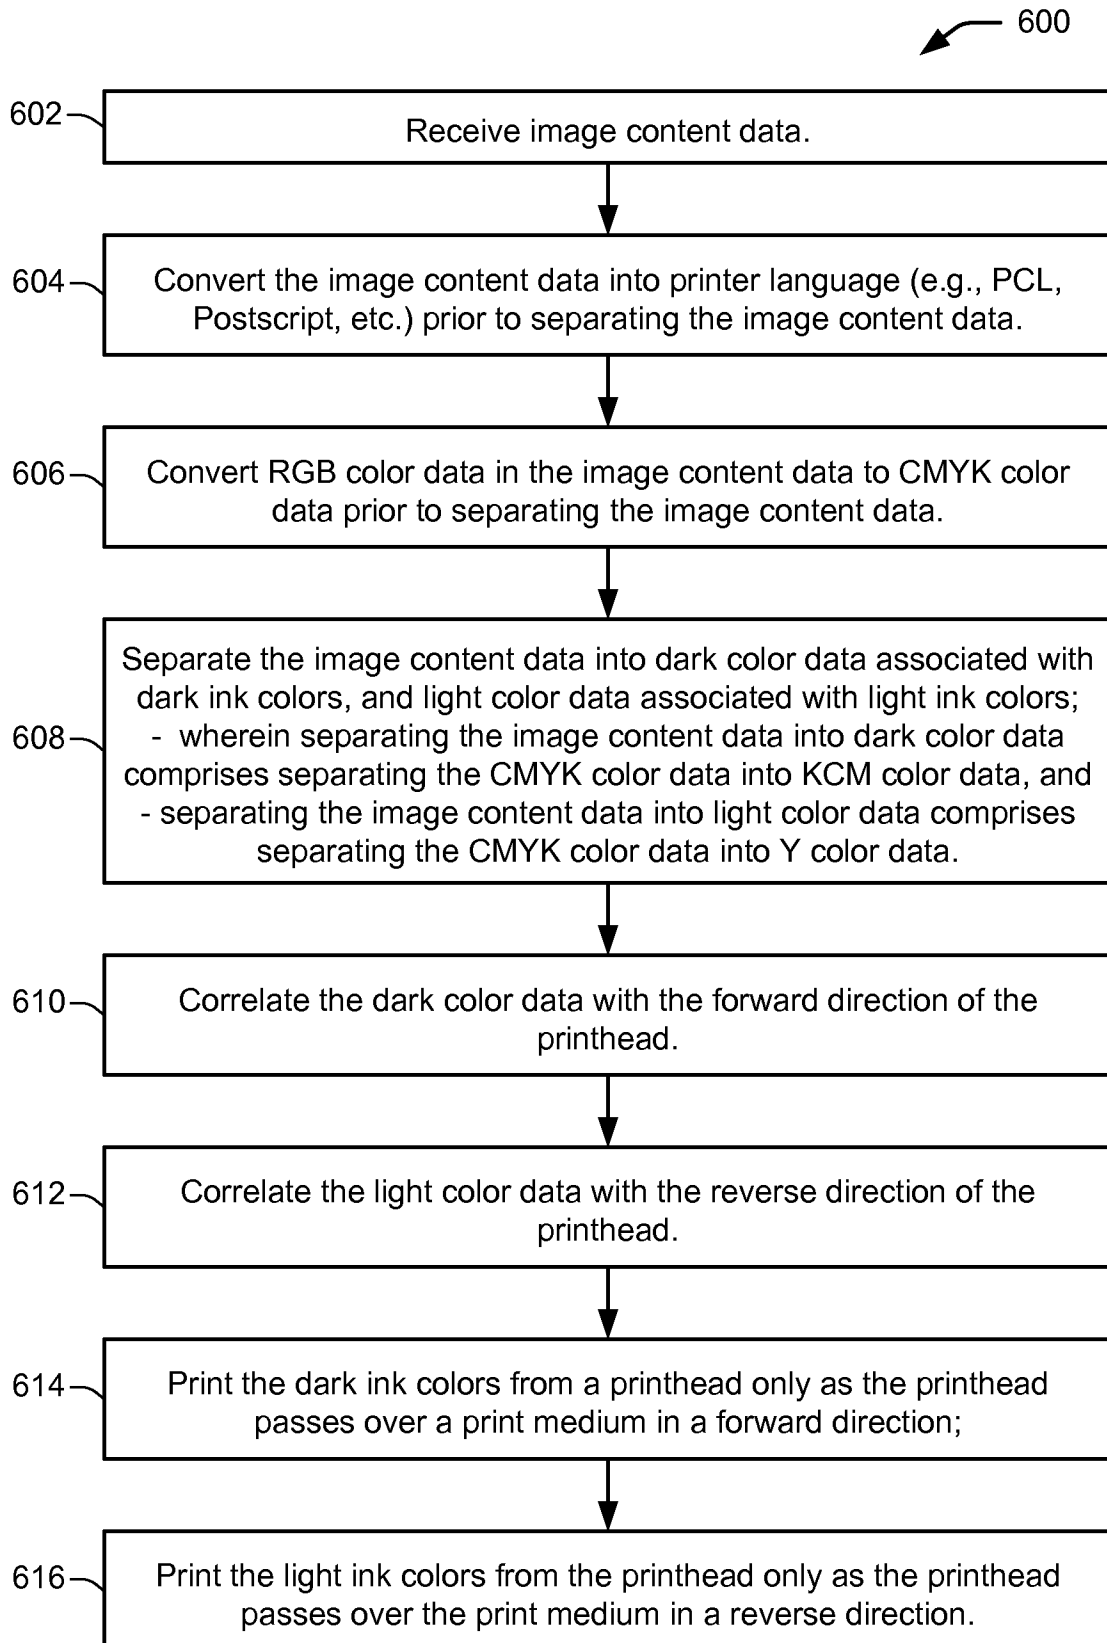 600
602
Receive image content data.
604
Convert the image content data into printer language (e.g., PCL,
Postscript, etc.) prior to separating the image content data.
606
Convert RGB color data in the image content data to CMYK color
data prior to separating the image content data.
608
Separate the image content data into dark color data associated with
dark ink colors, and light color data associated with light ink colors;
- wherein separating the image content data into dark color data
comprises separating the CMYK color data into KCM color data, and
- separating the image content data into light color data comprises
separating the CMYK color data into Y color data.
610
Correlate the dark color data with the forward direction of the
printhead.
612
Correlate the light color data with the reverse direction of the
printhead.
614
Print the dark ink colors from a printhead only as the printhead
passes over a print medium in a forward direction;
616
Print the light ink colors from the printhead only as the printhead
passes over the print medium in a reverse direction.